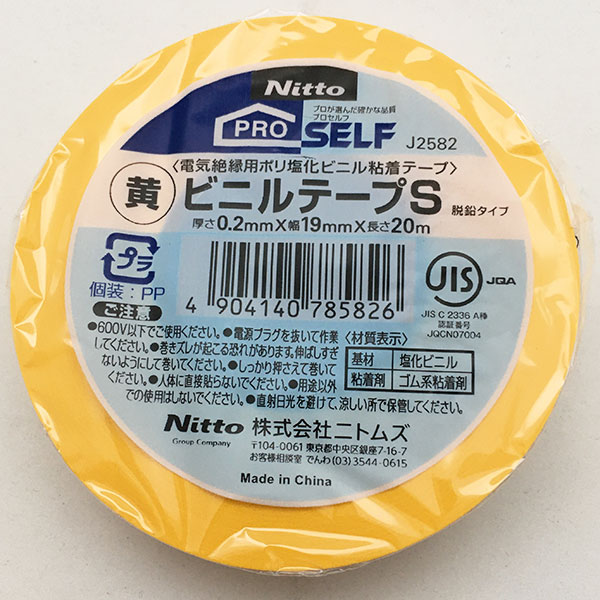 Nitto
プロが選んだ確かな品質
プロセルフ
PRO SELF J2582
〈電気絶縁用ポリ塩化ビニル粘着テープ〉
黄 ビニルテープS 脱鉛タイプ
厚さ0.2mm×幅19mm×長さ20m
プラ
個装：PP
4 904140 785826
JIS JQA
JIS C 2336 A種
認証番号
JQCN07004
ご注意
●600V以下でご使用ください。●電源プラグを抜いて作業
してください。●巻きズレが起こる恐れがあります。伸ばしすぎ
ないようにして巻いてください。●しっかり押さえて巻いて
ください。●人体に直接貼らないでください。●用途以外
での使用はしないでください。
●直射日光を避けて、涼しい所で保管してください。
〈材質表示〉
基材 塩化ビニル
粘着剤 ゴム系粘着剤
Nitto 株式会社ニトムズ
Group Company
〒104-0061 東京都中央区銀座7-16-7
お客様相談室 でんわ(03)3544-0615
Made in China